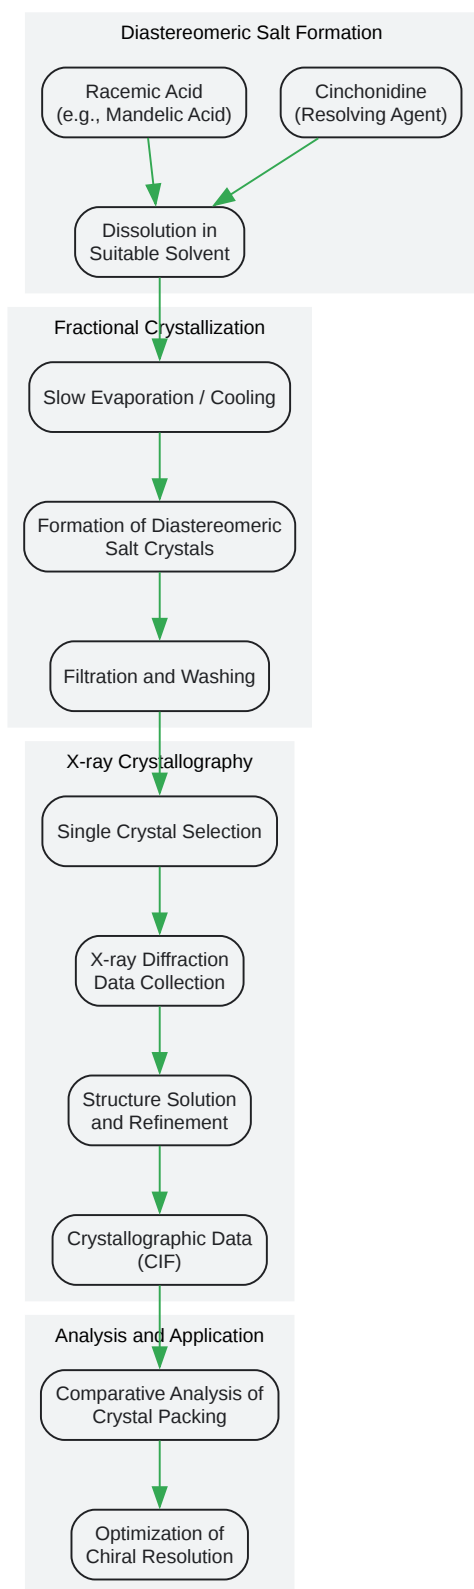 Diastereomeric Salt Formation
Racemic Acid
(e.g., Mandelic Acid)
Cinchonidine
(Resolving Agent)
Dissolution in
Suitable Solvent
Fractional Crystallization
Slow Evaporation / Cooling
Formation of Diastereomeric
Salt Crystals
Filtration and Washing
X-ray Crystallography
Single Crystal Selection
X-ray Diffraction
Data Collection
Structure Solution
and Refinement
Crystallographic Data
(CIF)
Analysis and Application
Comparative Analysis of
Crystal Packing
Optimization of
Chiral Resolution